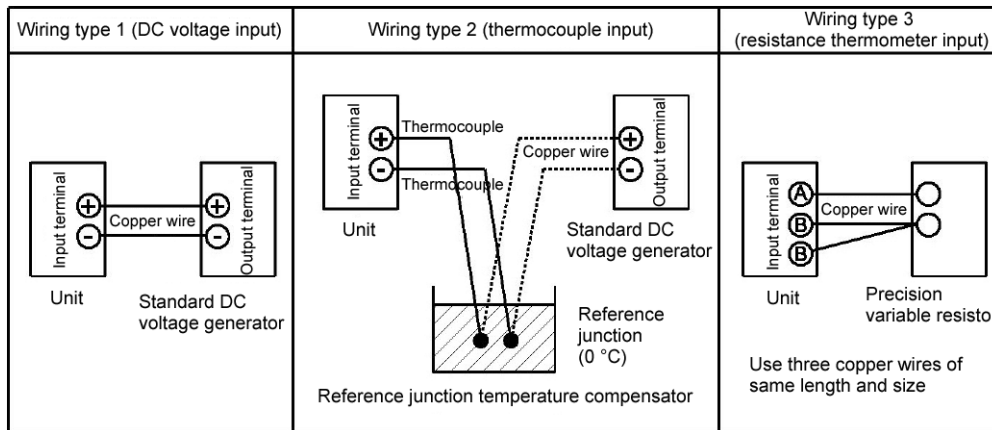 Wiring type 1 (DC voltage input)
Input terminal
+
-
Copper wire
+
-
Output terminal
Unit
Standard DC
voltage generator
Wiring type 2 (thermocouple input)
Input terminal
+
-
Thermocouple
Thermocouple
Copper wire
+
-
Output terminal
Unit
Standard DC
voltage generator
Reference
junction
(0 °C)
Reference junction temperature compensator
Wiring type 3
(resistance thermometer input)
Input terminal
A
B
B
Copper wire
Unit
Precision
variable resisto
Use three copper wires of
same length and size